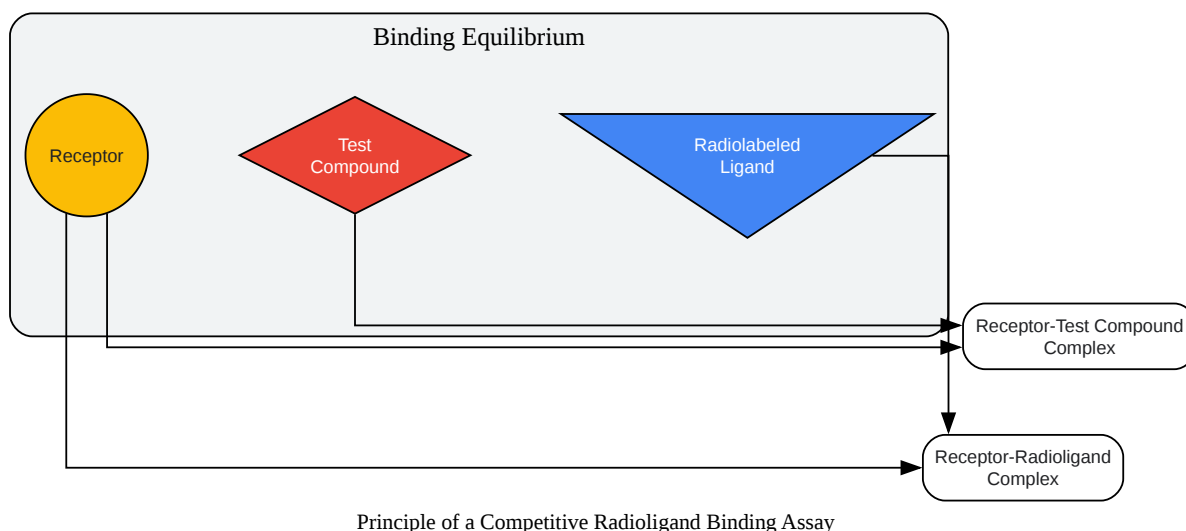 Binding Equilibrium
Receptor
Test
Compound
Radiolabeled
Ligand
Receptor-Test Compound
Complex
Receptor-Radioligand
Complex
Principle of a Competitive Radioligand Binding Assay